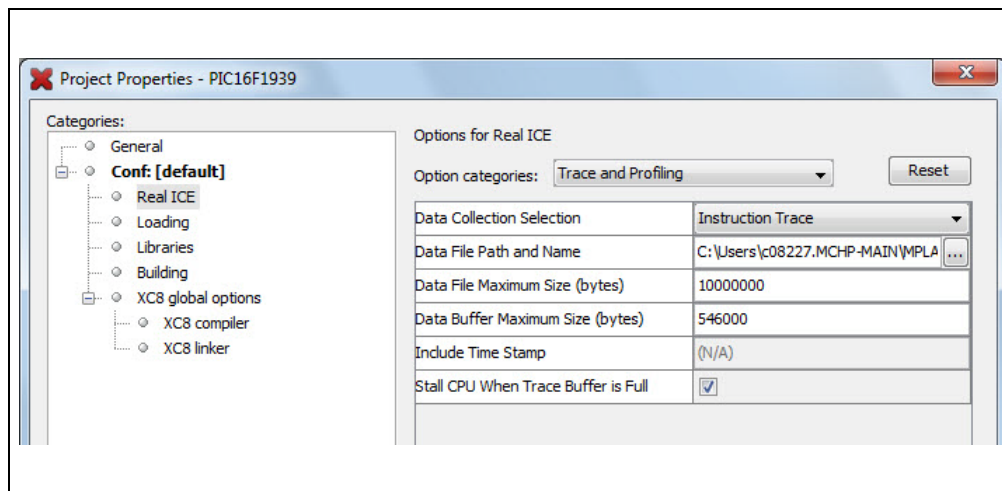 Project Properties - PIC16F1939
Categories:
General
Conf: [default]
Real ICE
Loading
Libraries
Building
XC8 global options
XC8 compiler
XC8 linker
Options for Real ICE
Option categories: Trace and Profiling Reset
Data Collection Selection Instruction Trace
Data File Path and Name C:\Users\c08227.MCHP-MAIN\MPLA ...
Data File Maximum Size (bytes) 10000000
Data Buffer Maximum Size (bytes) 546000
Include Time Stamp (N/A)
Stall CPU When Trace Buffer is Full